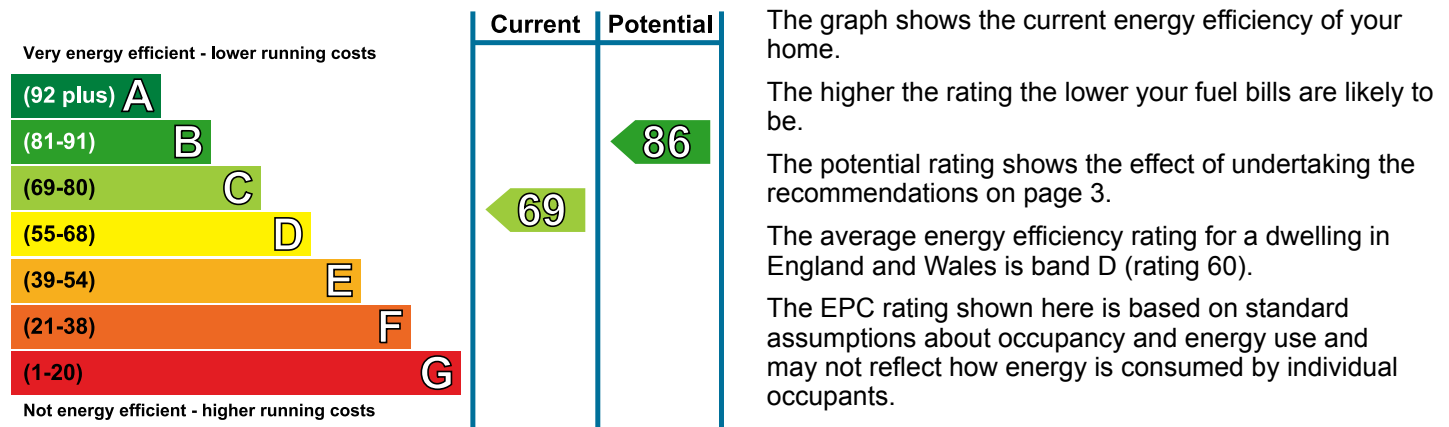 Current Potential
Very energy efficient - lower running costs
(92 plus) A
(81-91) B
86
(69-80) C
69
(55-68) D
(39-54) E
(21-38) F
(1-20) G
Not energy efficient - higher running costs
The graph shows the current energy efficiency of your
home.
The higher the rating the lower your fuel bills are likely to
be.
The potential rating shows the effect of undertaking the
recommendations on page 3.
The average energy efficiency rating for a dwelling in
England and Wales is band D (rating 60).
The EPC rating shown here is based on standard
assumptions about occupancy and energy use and
may not reflect how energy is consumed by individual
occupants.